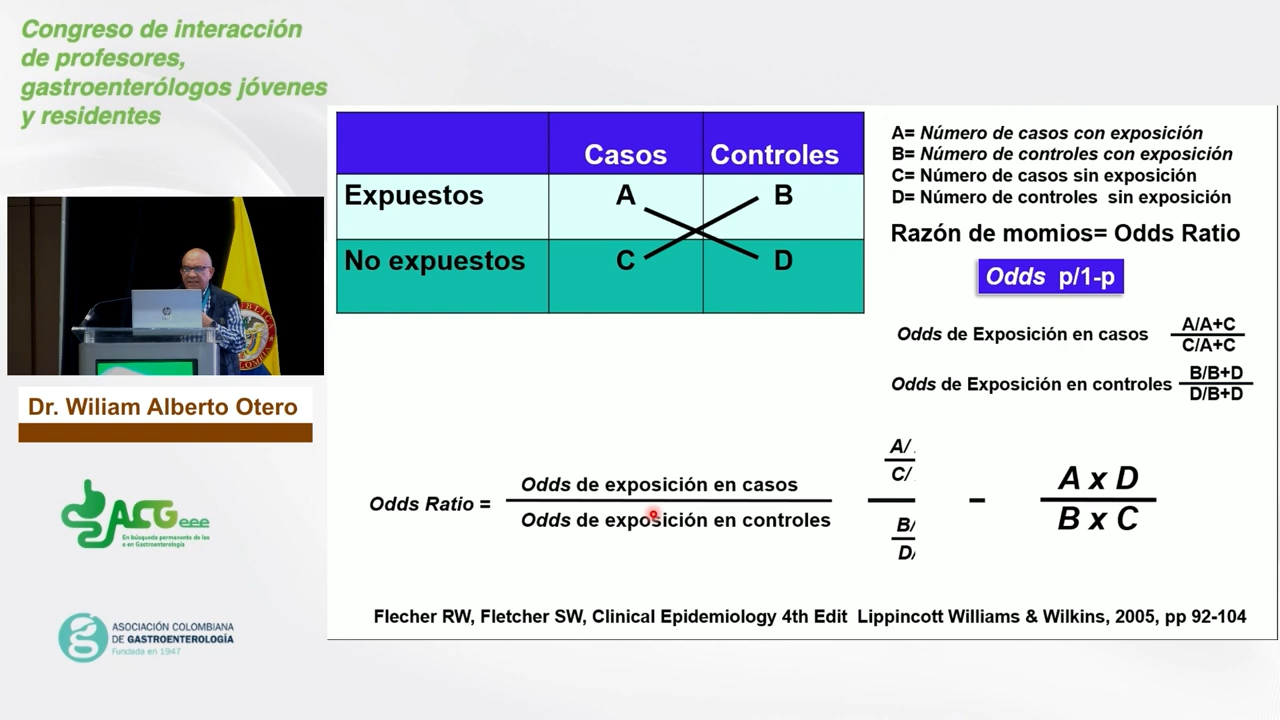 Congreso de interacción
de profesores,
gastroenterólogos jóvenes
y residentes
Dr. Wiliam Alberto Otero
ACG eee
En búsqueda permanente de las
e en Gastroenterología
ASOCIACIÓN COLOMBIANA
DE GASTROENTEROLOGÍA
Fundada en 1947
Casos Controles
Expuestos A B
No expuestos C D
A= Número de casos con exposición
B= Número de controles con exposición
C= Número de casos sin exposición
D= Número de controles sin exposición
Razón de momios= Odds Ratio
Odds p/1-p
Odds de Exposición en casos
A/A+C
C/A+C
Odds de Exposición en controles
B/B+D
D/B+D
Odds Ratio =
Odds de exposición en casos
Odds de exposición en controles
A/
C/
B/
D/
-
A x D
B x C
Flecher RW, Fletcher SW, Clinical Epidemiology 4th Edit Lippincott Williams & Wilkins, 2005, pp 92-104